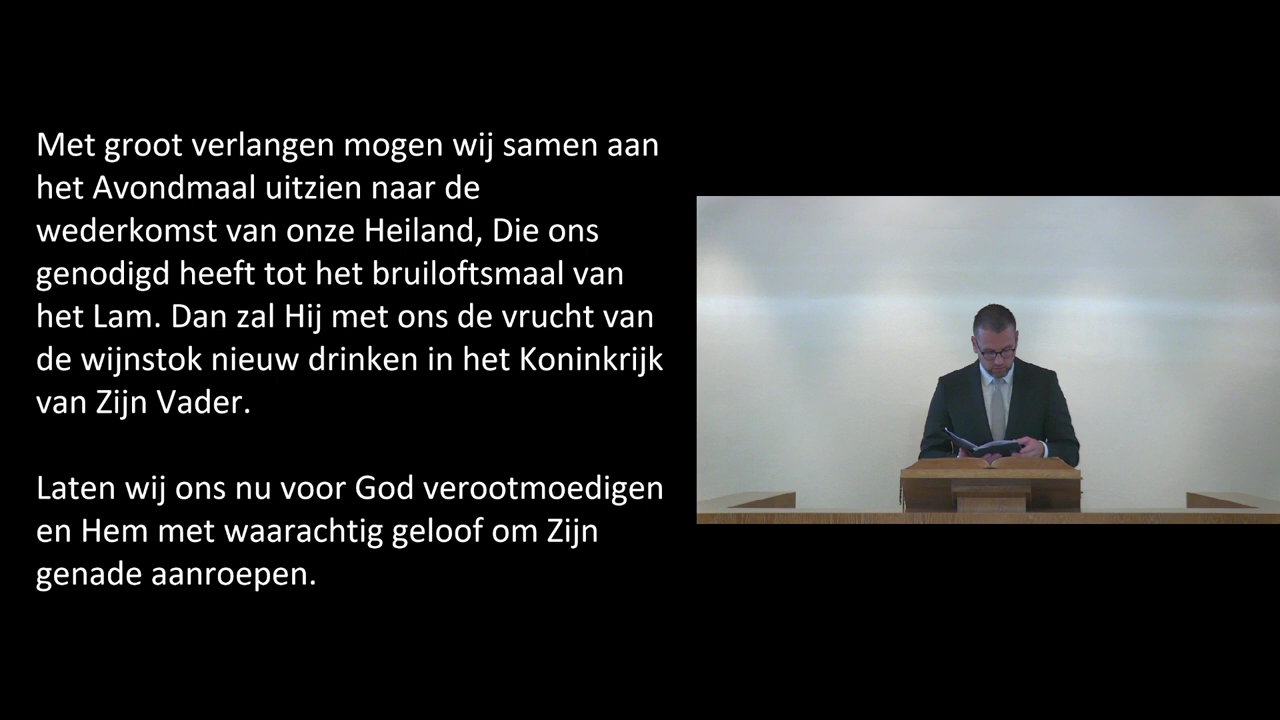 Met groot verlangen mogen wij samen aan
het Avondmaal uitzien naar de
wederkomst van onze Heiland, Die ons
genodigd heeft tot het bruiloftsmaal van
het Lam. Dan zal Hij met ons de vrucht van
de wijnstok nieuw drinken in het Koninkrijk
van Zijn Vader.

Laten wij ons nu voor God verootmoedigen
en Hem met waarachtig geloof om Zijn
genade aanroepen.